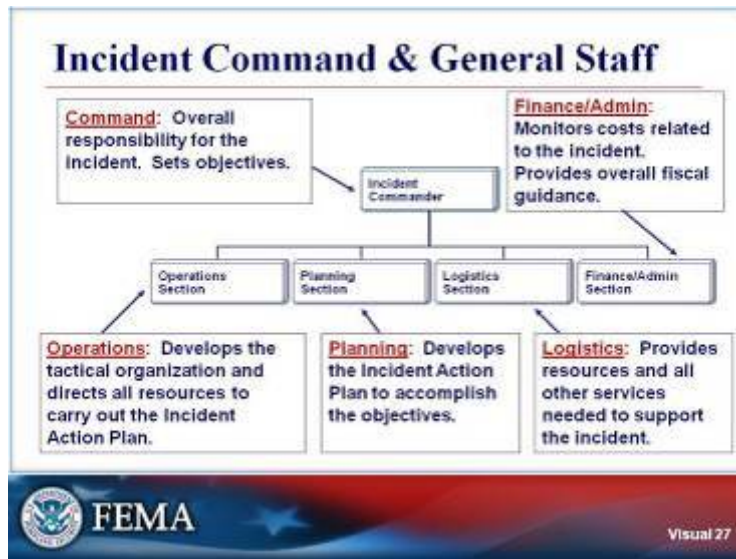 Incident Command & General Staff
Command: Overall
responsibility for the
incident. Sets objectives.
Finance/Admin:
Monitors costs related
to the incident.
Provides overall fiscal
guidance.
Incident
Commander
Operations
Section
Planning
Section
Logistics
Section
Finance/Admin
Section
Operations: Develops the
tactical organization and
directs all resources to
carry out the Incident
Action Plan.
Planning: Develops
the Incident Action
Plan to accomplish
the objectives.
Logistics: Provides
resources and all
other services
needed to support
the incident.
FEMA
Visual 27